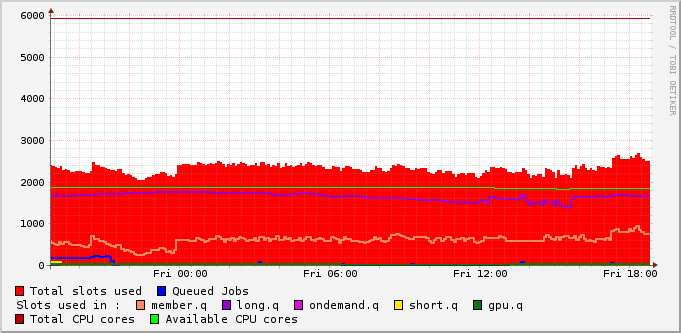 RRDTOOL / TOBI OETIKER
6000
5000
4000
3000
2000
1000
0
Fri 00:00 Fri 06:00 Fri 12:00 Fri 18:00
Total slots used Queued Jobs
Slots used in : member.q long.q ondemand.q short.q gpu.q
Total CPU cores Available CPU cores